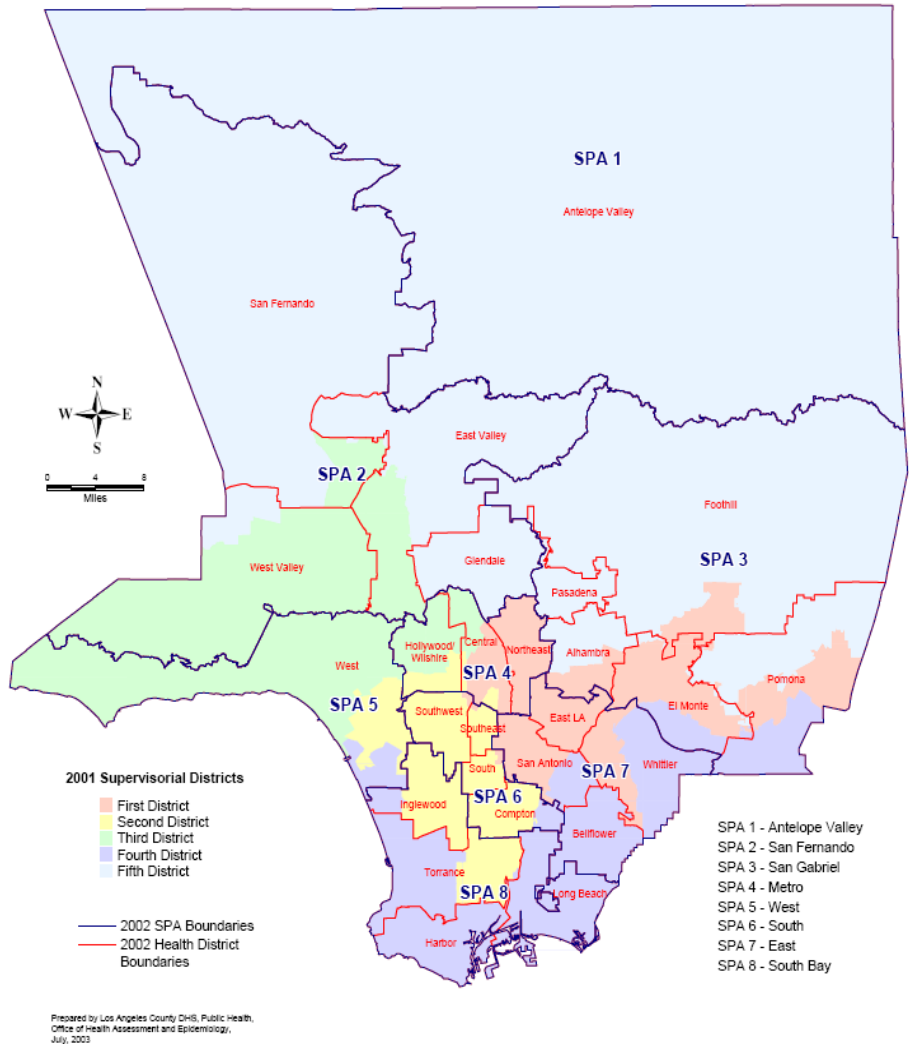 SPA 1
Antelope Valley
San Fernando
N
W E
S
0 4 8
Miles
East Valley
SPA 2
Foothill
West Valley
Glendale
SPA 3
Pasadena
Hollywood/
Wilshire
Central
Northeast
Alhambra
West
SPA 4
Pomona
El Monte
SPA 5
Southwest
Southeast
East LA
South
San Antonio
Whittier
SPA 7
Inglewood
SPA 6
Compton
Bellflower
Torrance
SPA 8
Long Beach
Harbor
2001 Supervisorial Districts
First District
Second District
Third District
Fourth District
Fifth District
2002 SPA Boundaries
2002 Health District
Boundaries
SPA 1 - Antelope Valley
SPA 2 - San Fernando
SPA 3 - San Gabriel
SPA 4 - Metro
SPA 5 - West
SPA 6 - South
SPA 7 - East
SPA 8 - South Bay
Prepared by Los Angeles County DHS, Public Health,
Office of Health Assessment and Epidemiology,
July, 2003